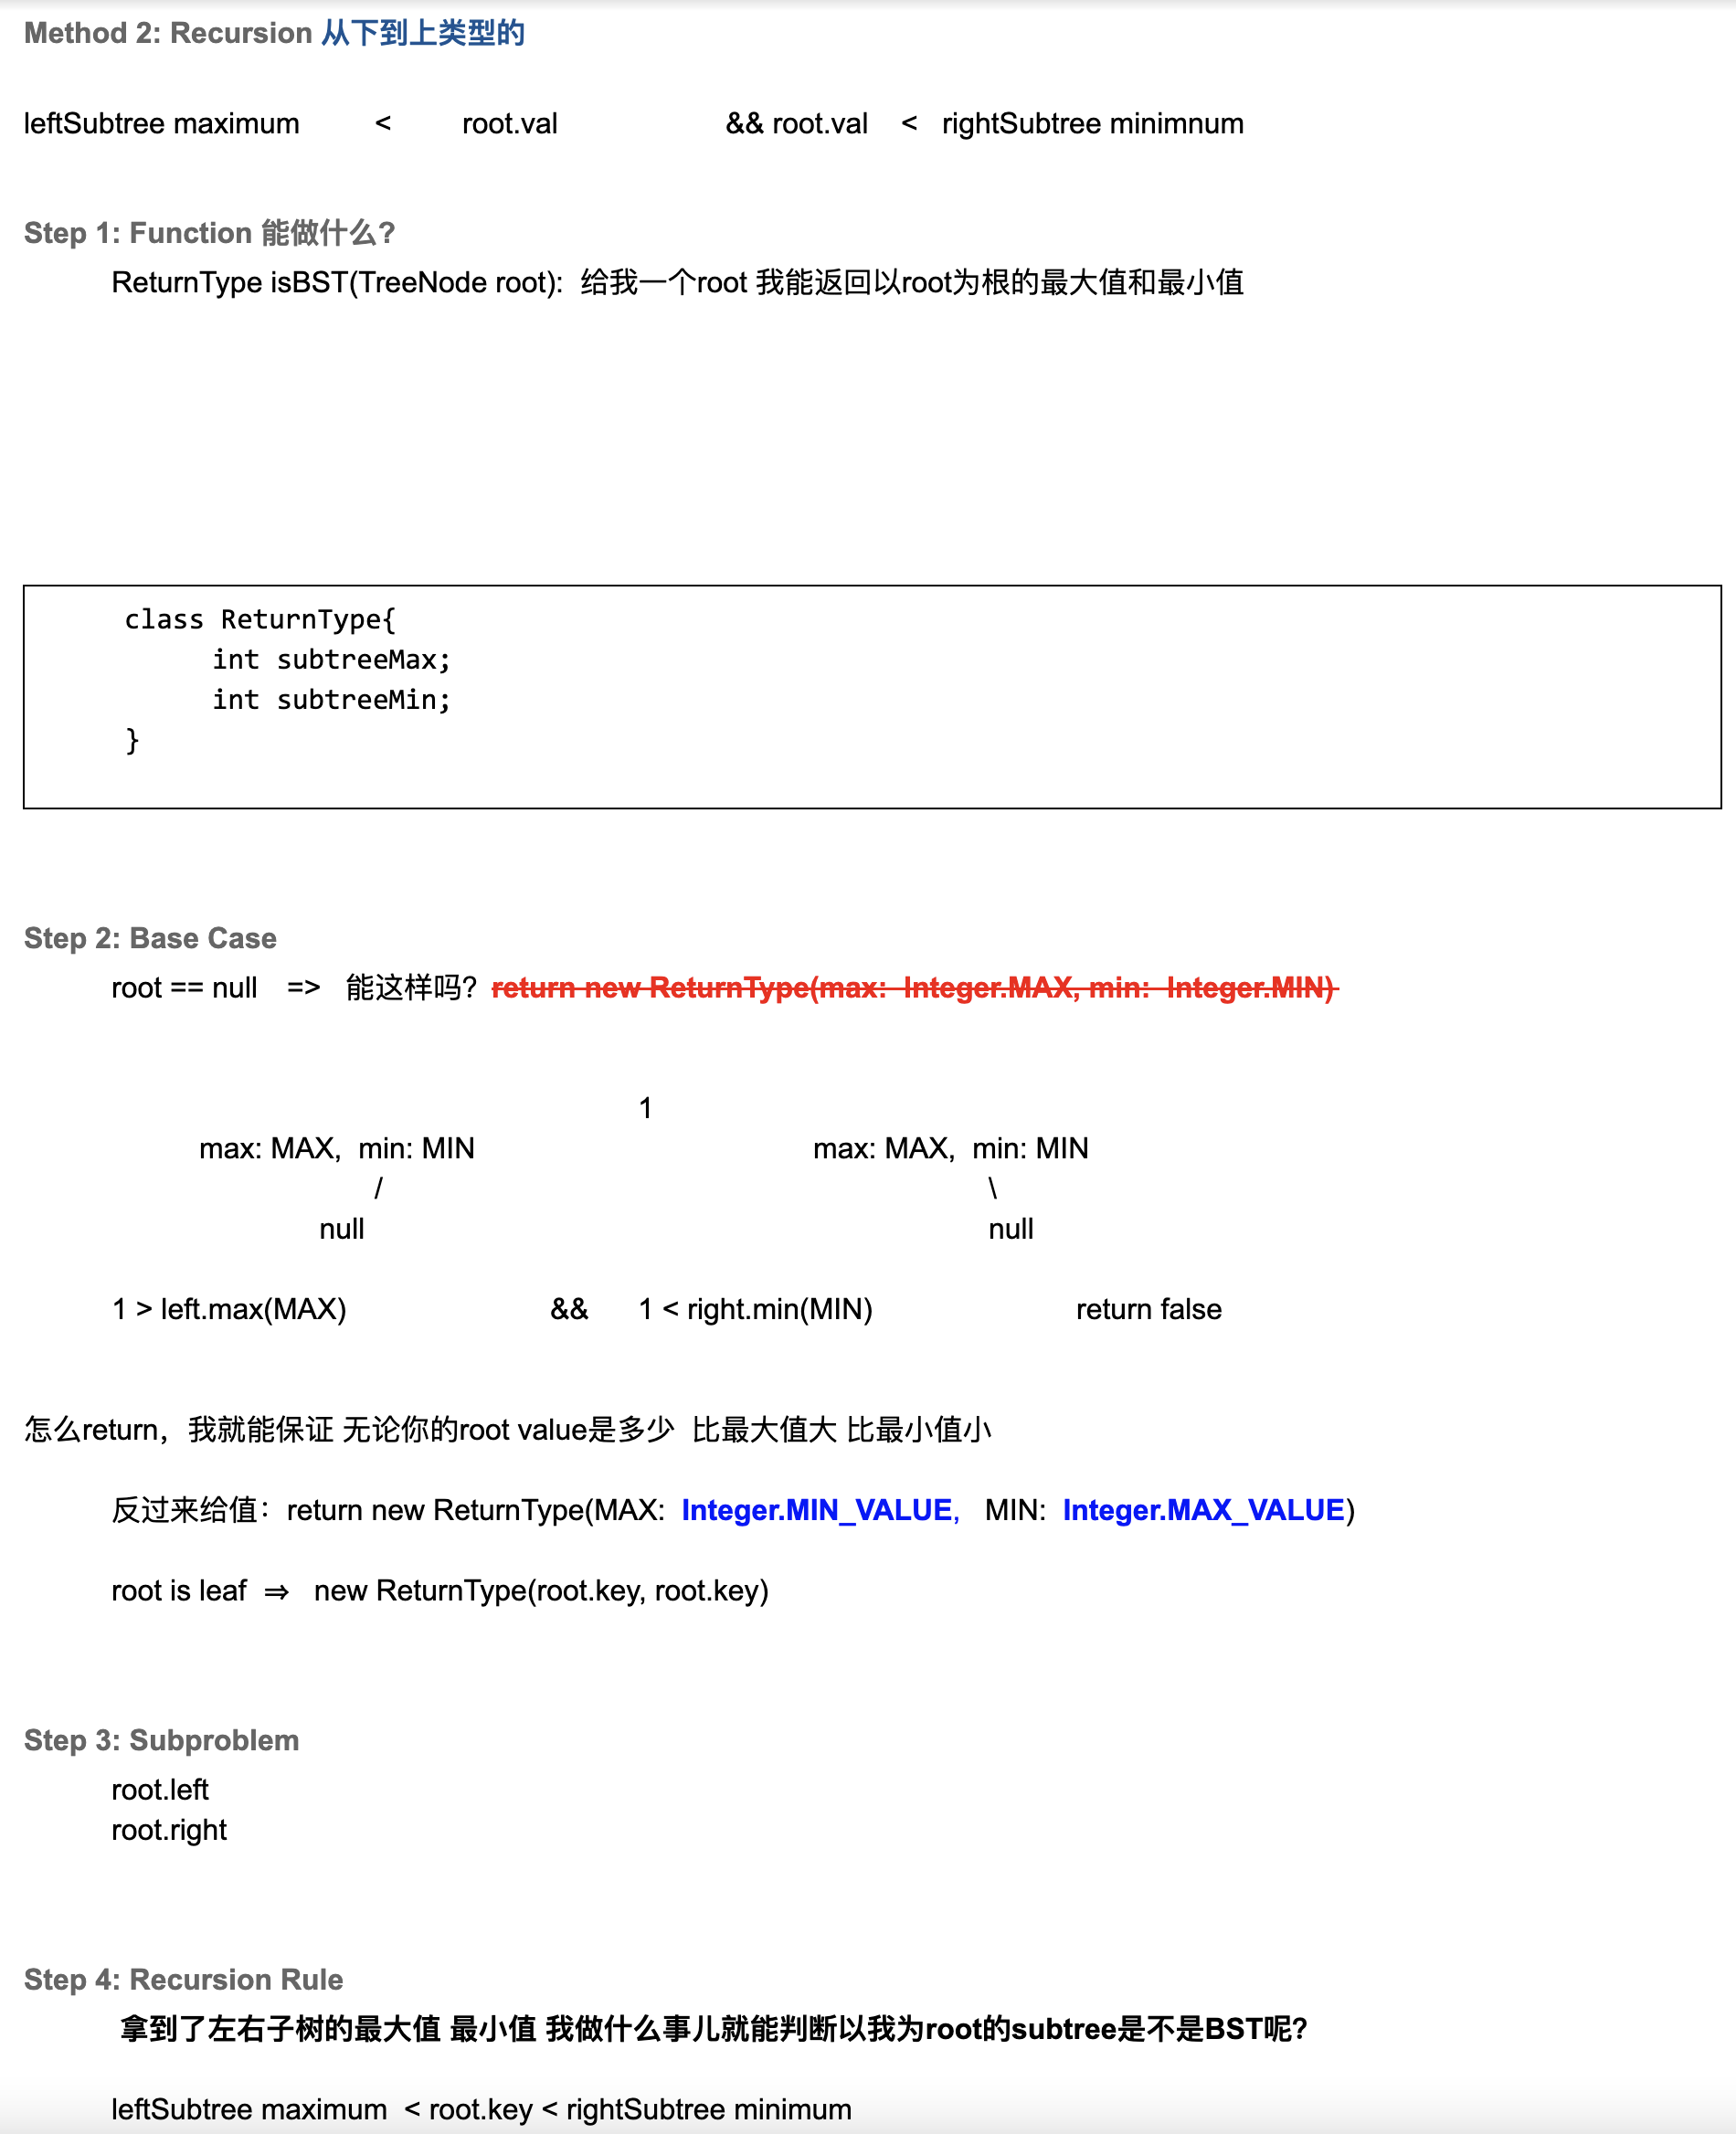 Method 2: Recursion 从下到上类型的
leftSubtree maximum < root.val && root.val < rightSubtree minimnum
Step 1: Function 能做什么?
ReturnType isBST(TreeNode root): 给我一个root 我能返回以root为根的最大值和最小值
class ReturnType{
int subtreeMax;
int subtreeMin;
}
Step 2: Base Case
root == null => 能这样吗? return new ReturnType(max: Integer.MAX, min: Integer.MIN)
1
max: MAX, min: MIN max: MAX, min: MIN
/ \
null null
1 > left.max(MAX) && 1 < right.min(MIN) return false
怎么return，我就能保证 无论你的root value是多少 比最大值大 比最小值小
反过来给值：return new ReturnType(MAX: Integer.MIN_VALUE, MIN: Integer.MAX_VALUE)
root is leaf ⇒ new ReturnType(root.key, root.key)
Step 3: Subproblem
root.left
root.right
Step 4: Recursion Rule
拿到了左右子树的最大值 最小值 我做什么事儿就能判断以我为root的subtree是不是BST呢?
leftSubtree maximum < root.key < rightSubtree minimum